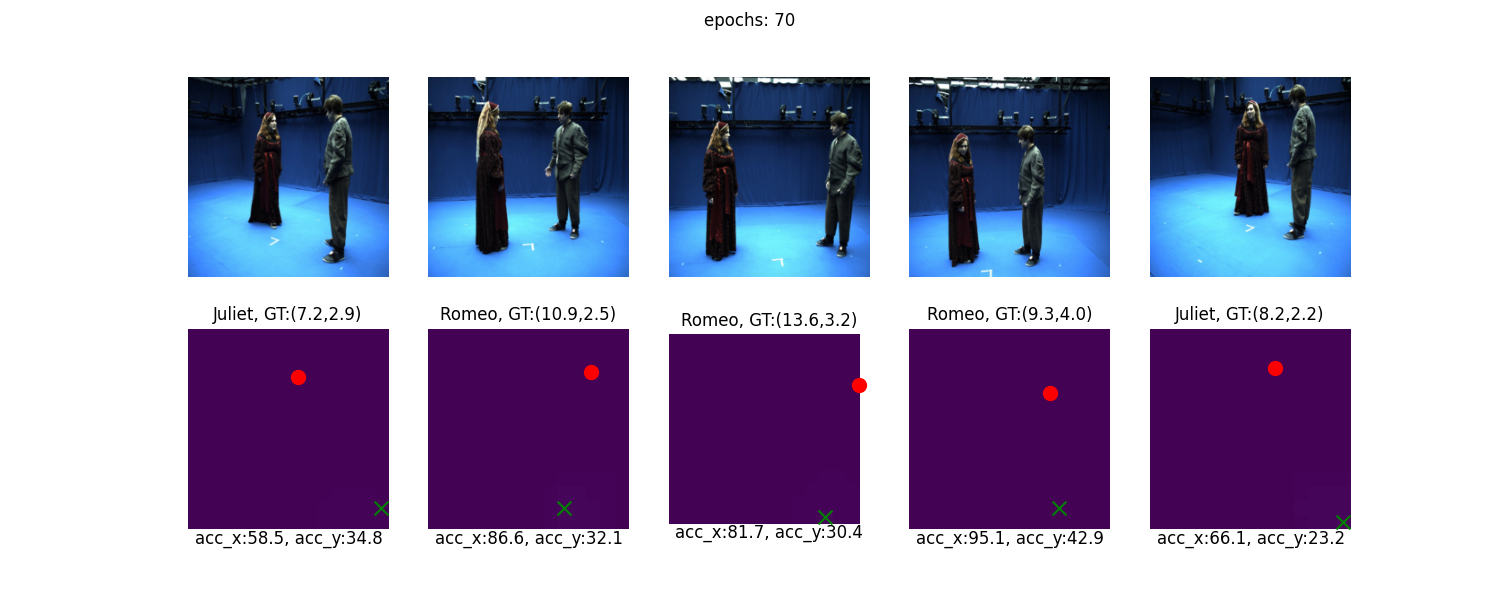 epochs: 70
Juliet, GT:(7.2,2.9)
Romeo, GT:(10.9,2.5)
Romeo, GT:(13.6,3.2)
Romeo, GT:(9.3,4.0)
Juliet, GT:(8.2,2.2)
acc_x:58.5, acc_y:34.8
acc_x:86.6, acc_y:32.1
acc_x:81.7, acc_y:30.4
acc_x:95.1, acc_y:42.9
acc_x:66.1, acc_y:23.2